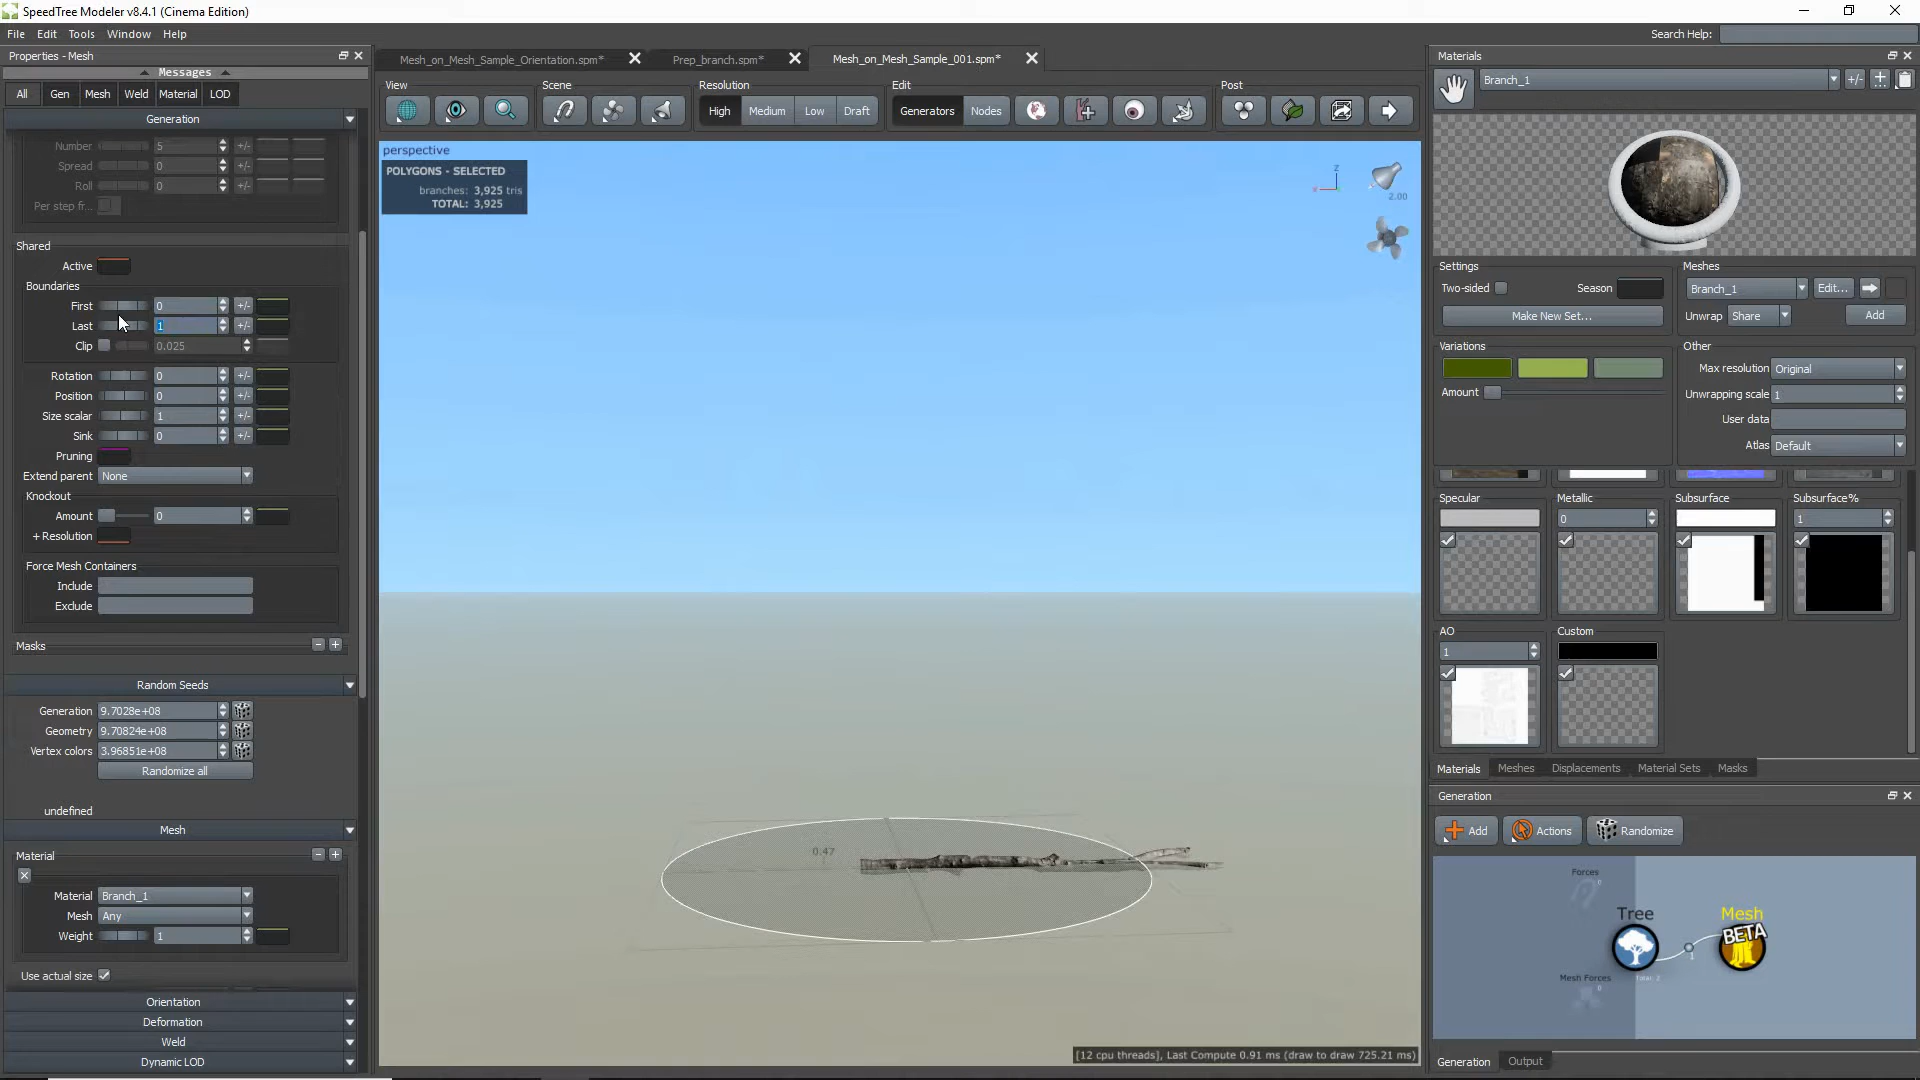 SpeedTree Modeler v8.4.1 (Cinema Edition)
File Edit Tools Window Help
Search Help:
Properties - Mesh
Messages
All Gen Mesh Weld Material LOD
Generation
Number 5 +/-
Spread 0 +/-
Roll 0 +/-
Per step fr...
Shared
Active
Boundaries
First 0 +/-
Last 1 +/-
Clip 0.025
Rotation 0 +/-
Position 0 +/-
Size scalar 1 +/-
Sink 0 +/-
Pruning
Extend parent None
Knockout
Amount 0
+ Resolution
Force Mesh Containers
Include
Exclude
Masks
Random Seeds
Generation 9.7028e+08
Geometry 9.70824e+08
Vertex colors 3.96851e+08
Randomize all
undefined
Mesh
Material
Material Branch_1
Mesh Any
Weight 1
Use actual size
Orientation
Deformation
Weld
Dynamic LOD
Mesh_on_Mesh_Sample_Orientation.spm*
Prep_branch.spm*
Mesh_on_Mesh_Sample_001.spm*
View Scene Resolution Edit Post
High Medium Low Draft
Generators Nodes
perspective
POLYGONS - SELECTED
branches: 3,925 tris
TOTAL: 3,925
z
2.00
0.47
[12 cpu threads], Last Compute 0.91 ms (draw to draw 725.21 ms)
Materials
Branch_1 +/-
Settings
Two-sided Season
Make New Set...
Meshes
Branch_1 Edit...
Unwrap Share Add
Variations
Amount
Other
Max resolution Original
Unwrapping scale 1
User data
Atlas Default
Specular Metallic Subsurface Subsurface%
0 1
AO Custom
1
Materials Meshes Displacements Material Sets Masks
Generation
Add Actions Randomize
Forces
0
Tree
Mesh
BETA
1
Mesh Forces
0
Generation Output